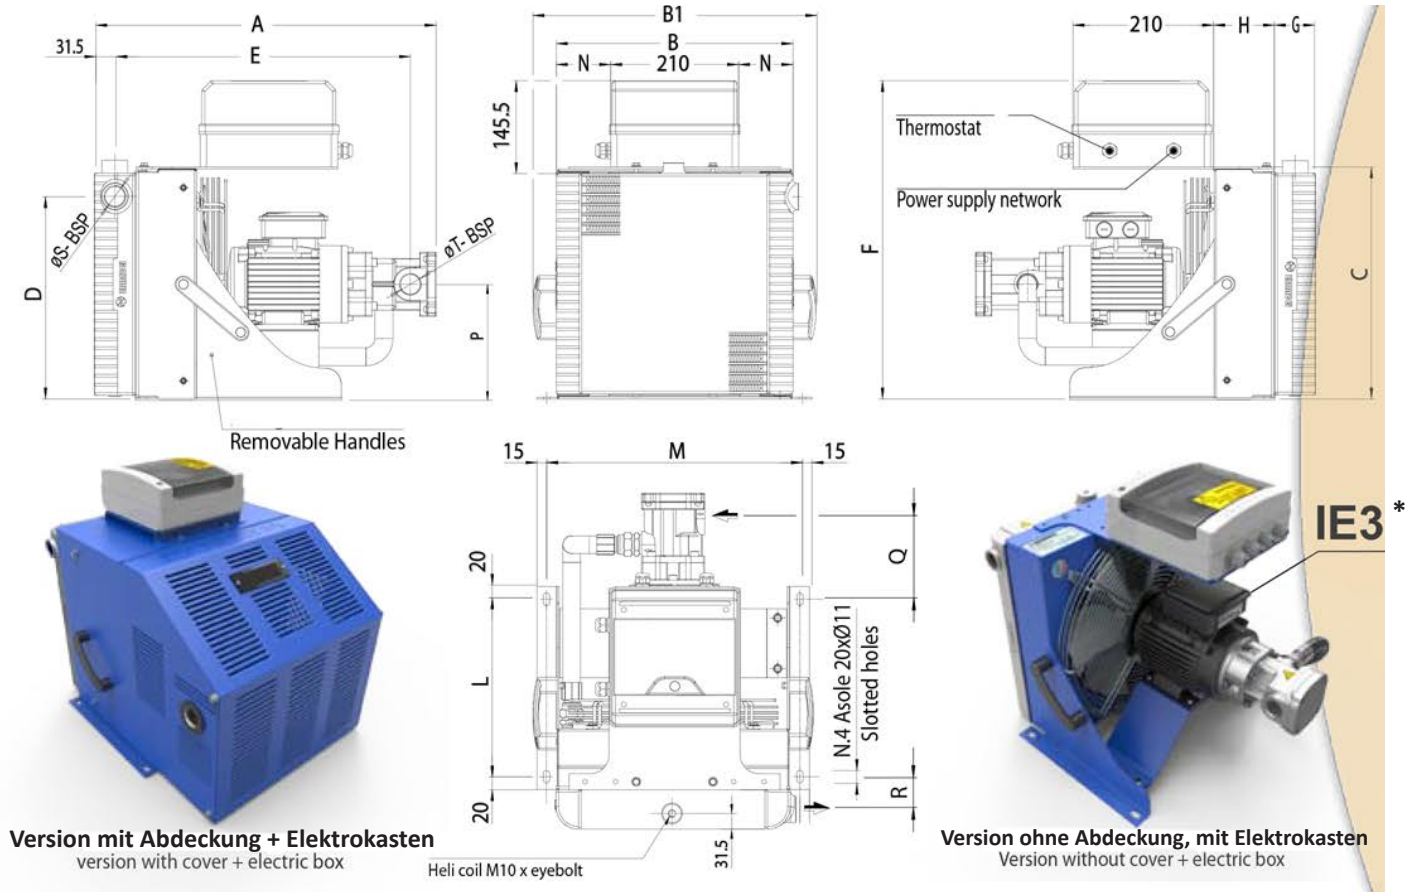 A
31.5
E
øS- BSP
øT- BSP
D
P
Removable Handles
B1
B
N 210 N
145.5
210 H G
Thermostat
Power supply network
F
C
15 M 15
20
L
20
Q
R
N.4 Asole 20xØ11
Slotted holes
31.5
Heli coil M10 x eyebolt
IE3 *
Version mit Abdeckung + Elektrokasten
version with cover + electric box
Version ohne Abdeckung, mit Elektrokasten
Version without cover + electric box